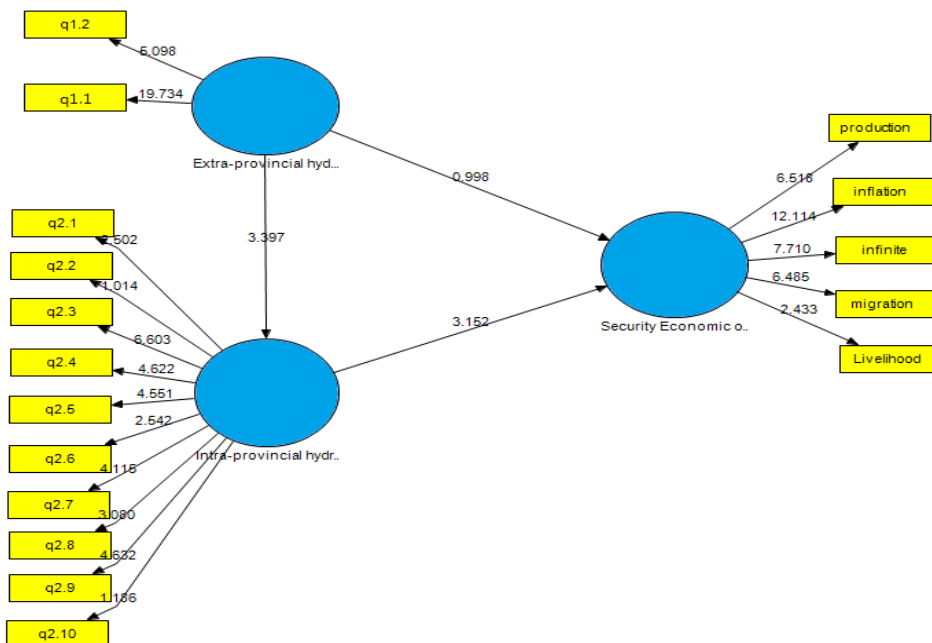 q1.2
5.098
q1.1
19.734
Extra-provincial hyd...
production
6.518
0.998
inflation
12.114
q2.1
q2.2
1.014
3.397
infinite
7.710
q2.3
6.603
migration
6.485
Security Economic o..
2.433
3.152
Livelihood
q2.4
4.622
q2.5
4.551
q2.6
2.542
Intra-provincial hydr..
4.115
q2.7
3.080
q2.8
4.632
q2.9
1.186
q2.10